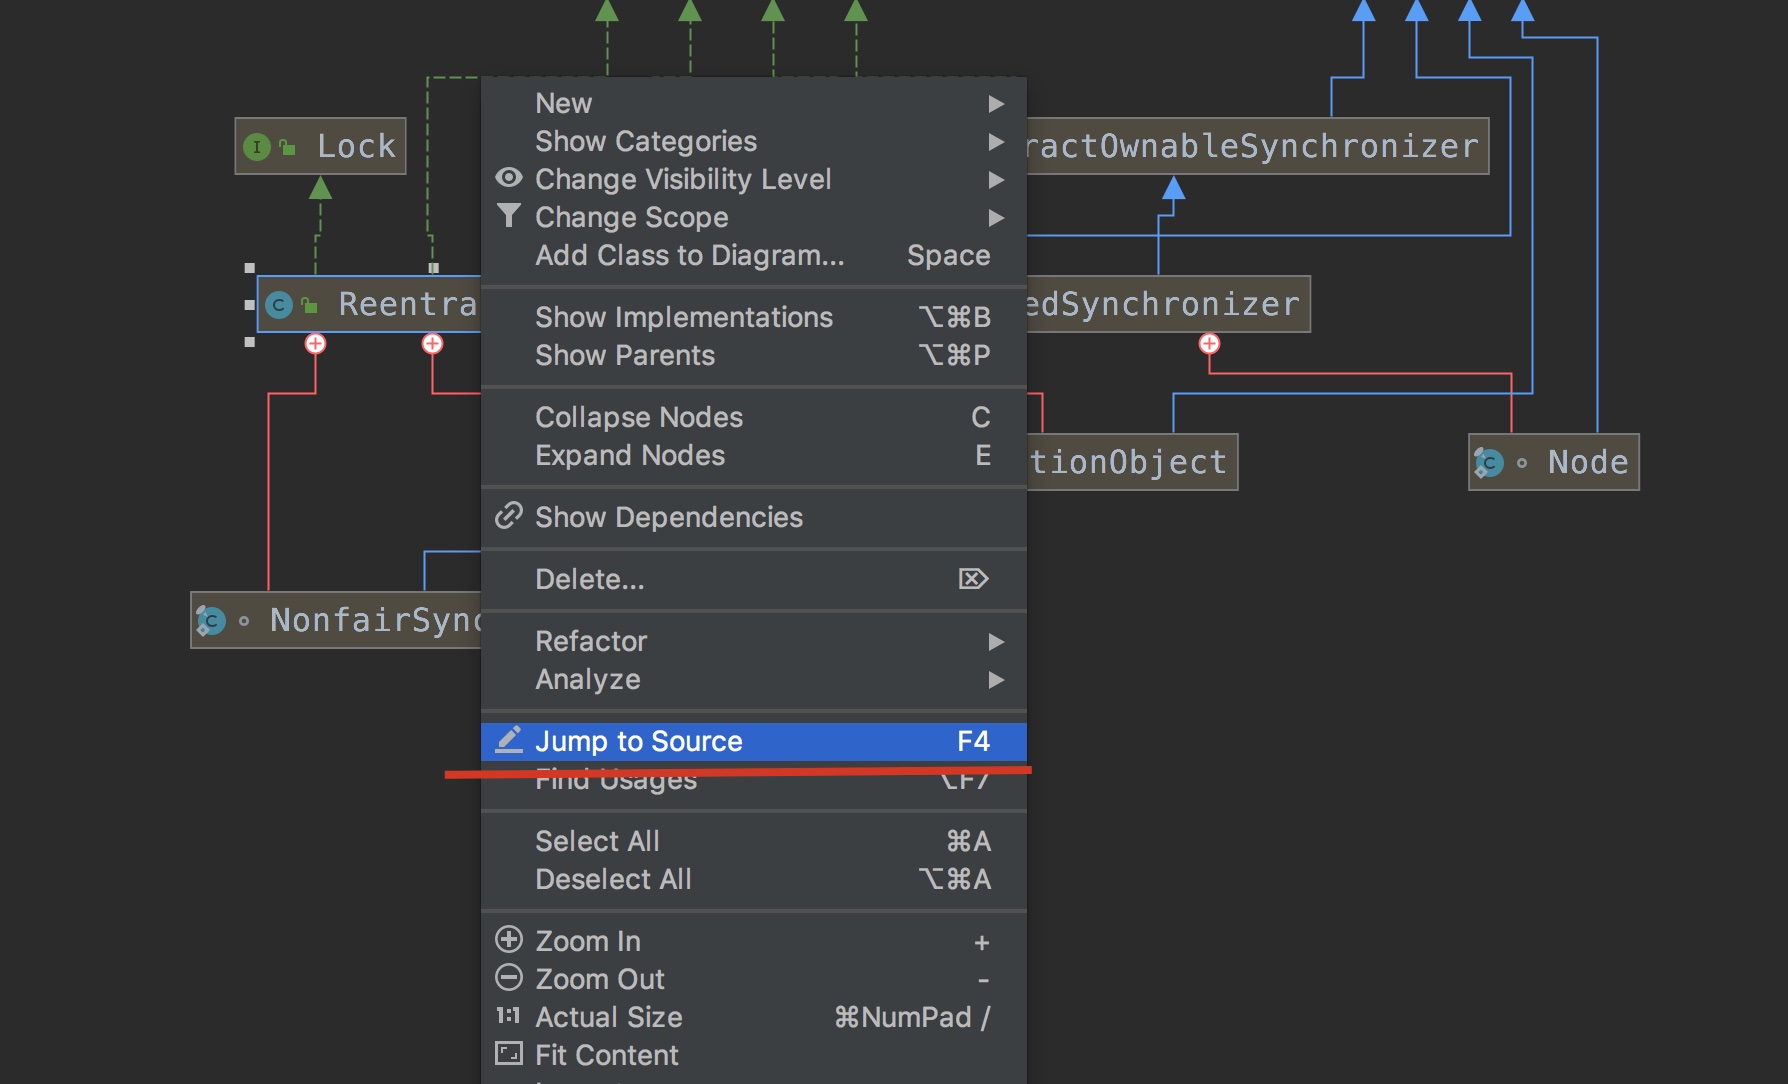 Lock
ractOwnableSynchronizer
Reentra
edSynchronizer
tionObject
Node
NonfairSync
New
Show Categories
Change Visibility Level
Change Scope
Add Class to Diagram... Space
Show Implementations ⌥⌘B
Show Parents ⌥⌘P
Collapse Nodes C
Expand Nodes E
Show Dependencies
Delete... ⌦
Refactor
Analyze
Jump to Source F4
Find Usages ⌥F7
Select All ⌘A
Deselect All ⌥⌘A
Zoom In +
Zoom Out -
1:1 Actual Size ⌘NumPad /
Fit Content